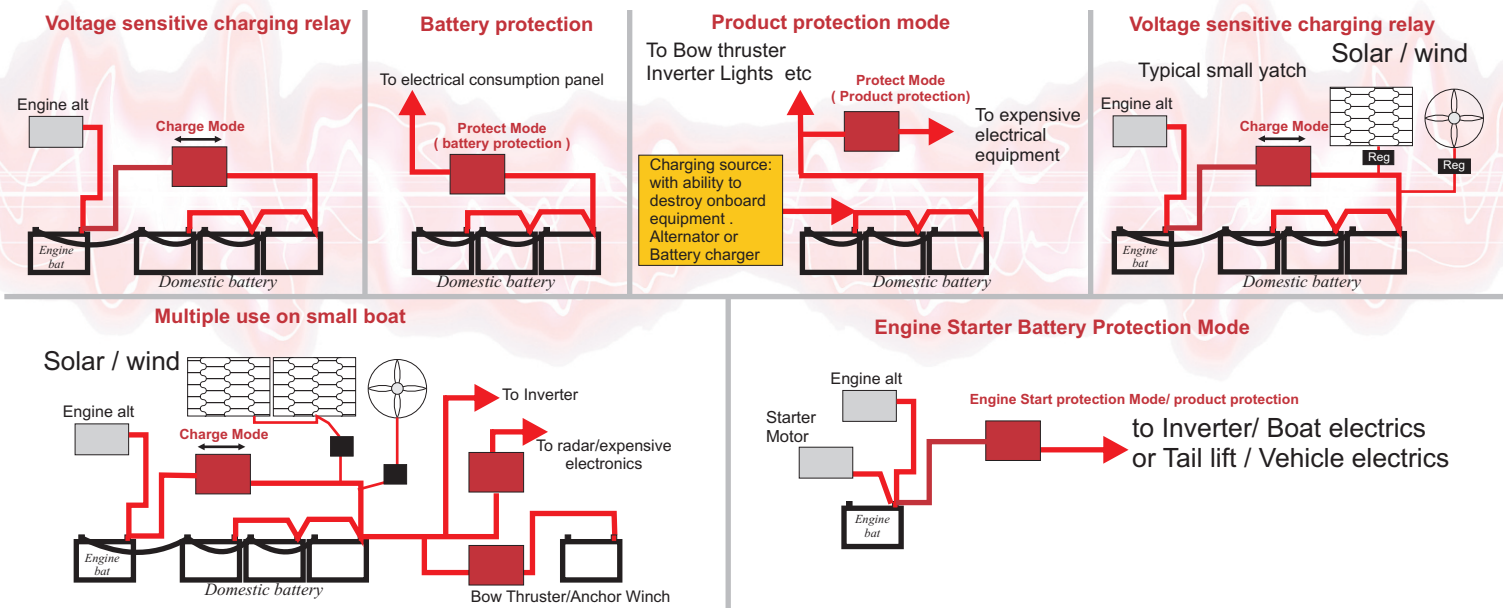 Voltage sensitive charging relay
Engine alt
Charge Mode
Engine
bat
Domestic battery
Battery protection
To electrical consumption panel
Protect Mode
( battery protection )
Domestic battery
Product protection mode
To Bow thruster
Inverter Lights etc
Protect Mode
( Product protection)
To expensive
electrical
equipment
Charging source:
with ability to
destroy onboard
equipment .
Alternator or
Battery charger
Domestic battery
Voltage sensitive charging relay
Solar / wind
Typical small yatch
Engine alt
Charge Mode
Reg
Reg
Engine
bat
Domestic battery
Multiple use on small boat
Solar / wind
Engine alt
Charge Mode
To Inverter
To radar/expensive
electronics
Engine
bat
Domestic battery
Bow Thruster/Anchor Winch
Engine Starter Battery Protection Mode
Engine alt
Starter
Motor
Engine Start protection Mode/ product protection
to Inverter/ Boat electrics
or Tail lift / Vehicle electrics
Engine
bat